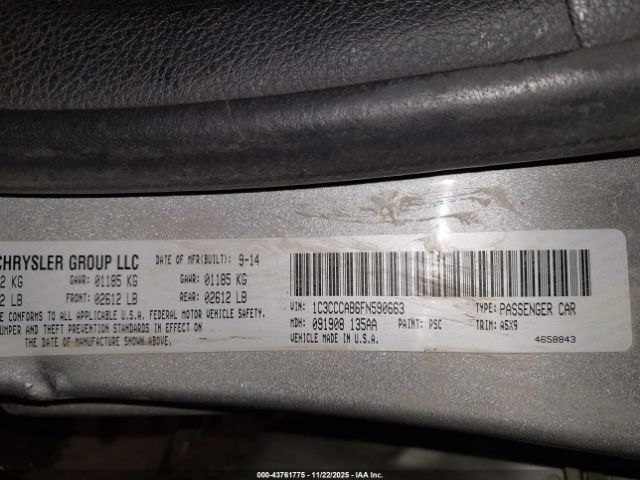 CHRYSLER GROUP LLC DATE OF MFR(BUILT): 9-14
2 KG GAWR: 01185 KG GAWR: 01185 KG
2 LB FRONT: 02612 LB REAR: 02612 LB
E CONFORMS TO ALL APPLICABLE U.S.A. FEDERAL MOTOR VEHICLE SAFETY,
UMPER AND THEFT PREVENTION STANDARDS IN EFFECT ON
THE DATE OF MANUFACTURE SHOWN ABOVE.
VIN: 1C3CCCAB6FN590663 TYPE: PASSENGER CAR
MDH: 091908 135AA PAINT: PSC TRIM: A5X9
VEHICLE MADE IN U.S.A. 4658843
000-43761775 - 11/22/2025 - IAA Inc.